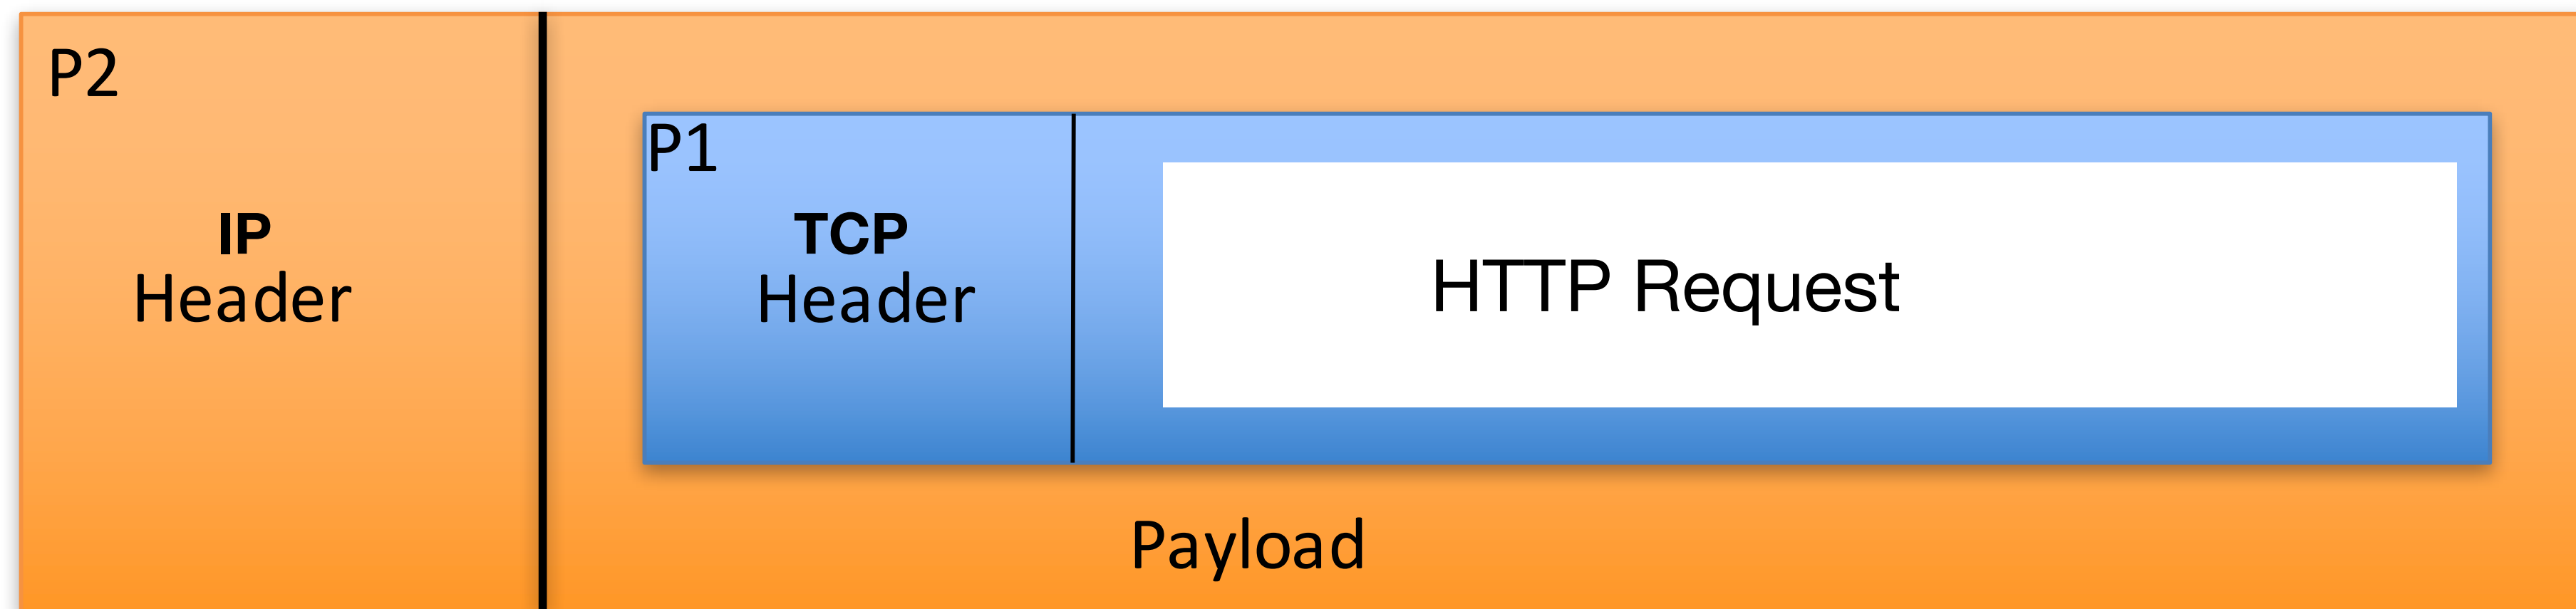 P2
IP
Header
P1
TCP
Header
HTTP Request
Payload